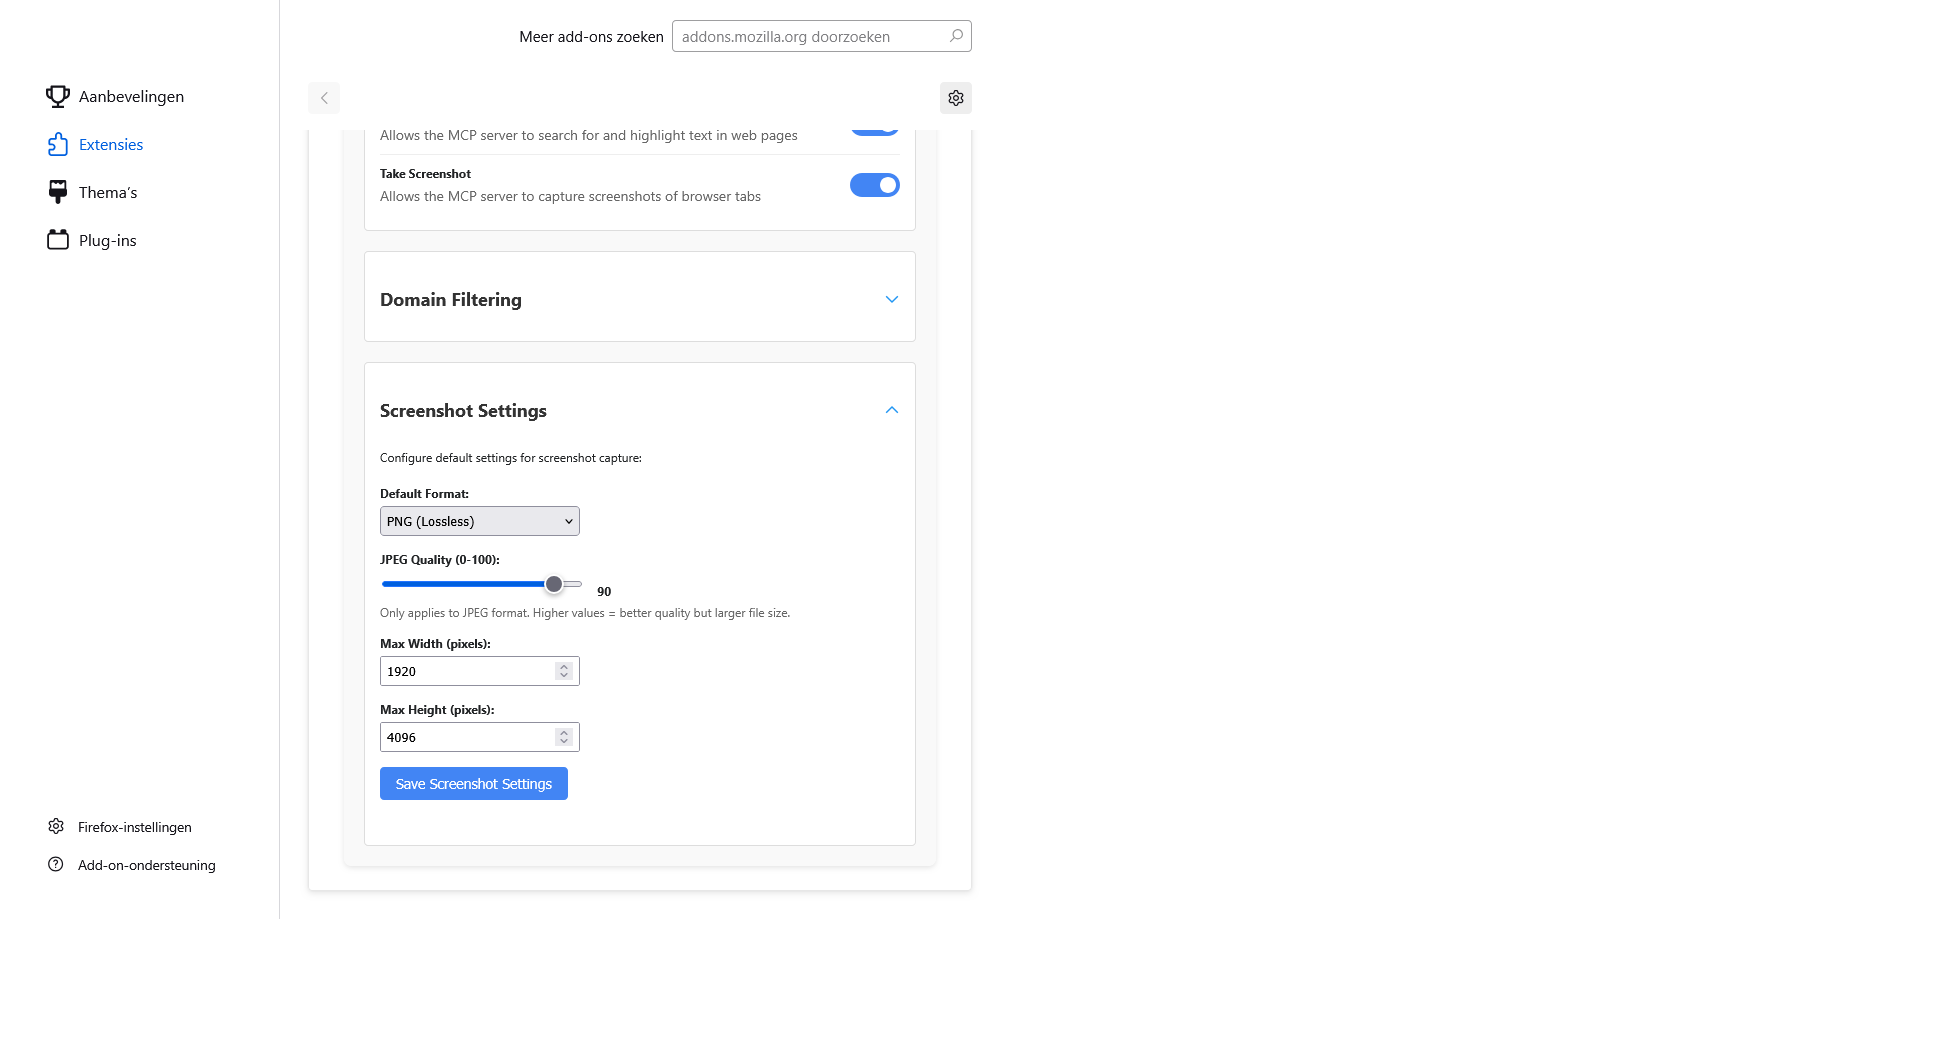 Meer add-ons zoeken
addons.mozilla.org doorzoeken
Aanbevelingen
Extensies
Thema's
Plug-ins
Firefox-instellingen
Add-on-ondersteuning
Allows the MCP server to search for and highlight text in web pages
Take Screenshot
Allows the MCP server to capture screenshots of browser tabs
Domain Filtering
Screenshot Settings
Configure default settings for screenshot capture:
Default Format:
PNG (Lossless)
JPEG Quality (0-100):
90
Only applies to JPEG format. Higher values = better quality but larger file size.
Max Width (pixels):
1920
Max Height (pixels):
4096
Save Screenshot Settings